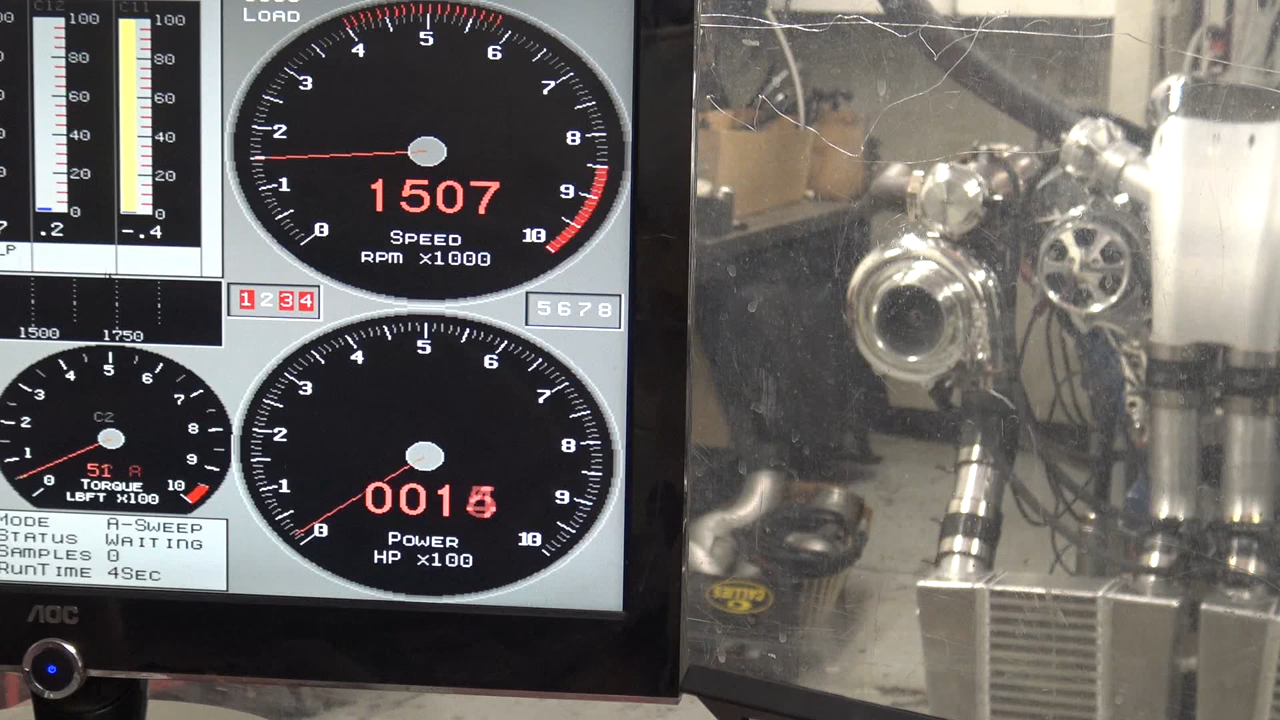 C12
C11
LOAD
100
80
60
40
20
0
100
80
60
40
20
0
.2
-.4
LP
0
1
2
3
4
5
6
7
8
9
10
1507
SPEED
RPM X1000
1 2 3 4
5 6 7 8
1500
1750
0
1
2
3
4
5
6
7
8
9
10
C2
51 A
TORQUE
LBFT X100
0
1
2
3
4
5
6
7
8
9
10
POWER
HP X100
MODE A-SWEEP
STATUS WAITING
SAMPLES 0
RUNTIME 4SEC
AOC
CALLIES